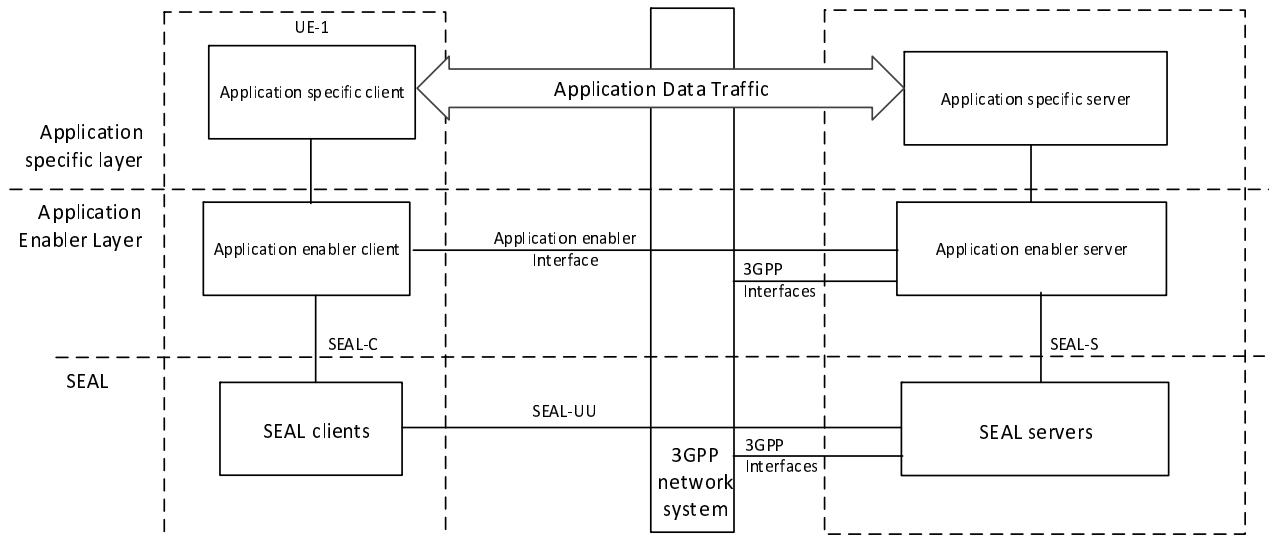 UE-1
Application specific client
Application Data Traffic
Application specific server
Application
specific layer
Application
Enabler Layer
Application enabler client
Application enabler
Interface
Application enabler server
3GPP
Interfaces
SEAL-C
SEAL-S
SEAL
SEAL clients
SEAL-UU
SEAL servers
3GPP
Interfaces
3GPP
network
system